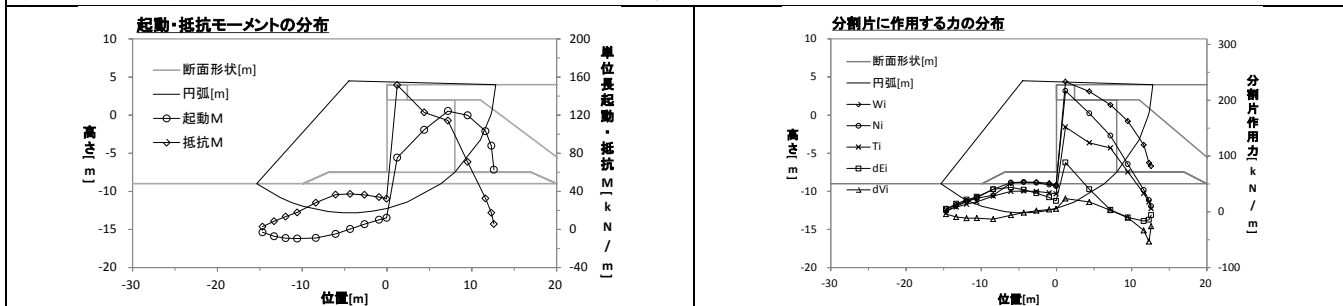 起動・抵抗モーメントの分布
10
5
0
-5
-10
-15
-20
高さ[m]
断面形状[m]
円弧[m]
起動M
抵抗M
200
160
120
80
40
0
-40
単位長起動・抵抗M[kN/m]
-30
-20
-10
0
10
20
位置[m]
分割片に作用する力の分布
10
5
0
-5
-10
-15
-20
高さ[m]
断面形状[m]
円弧[m]
Wi
Ni
Ti
dEi
dVi
300
200
100
0
-100
分割片作用力[kN/m]
-30
-20
-10
0
10
20
位置[m]